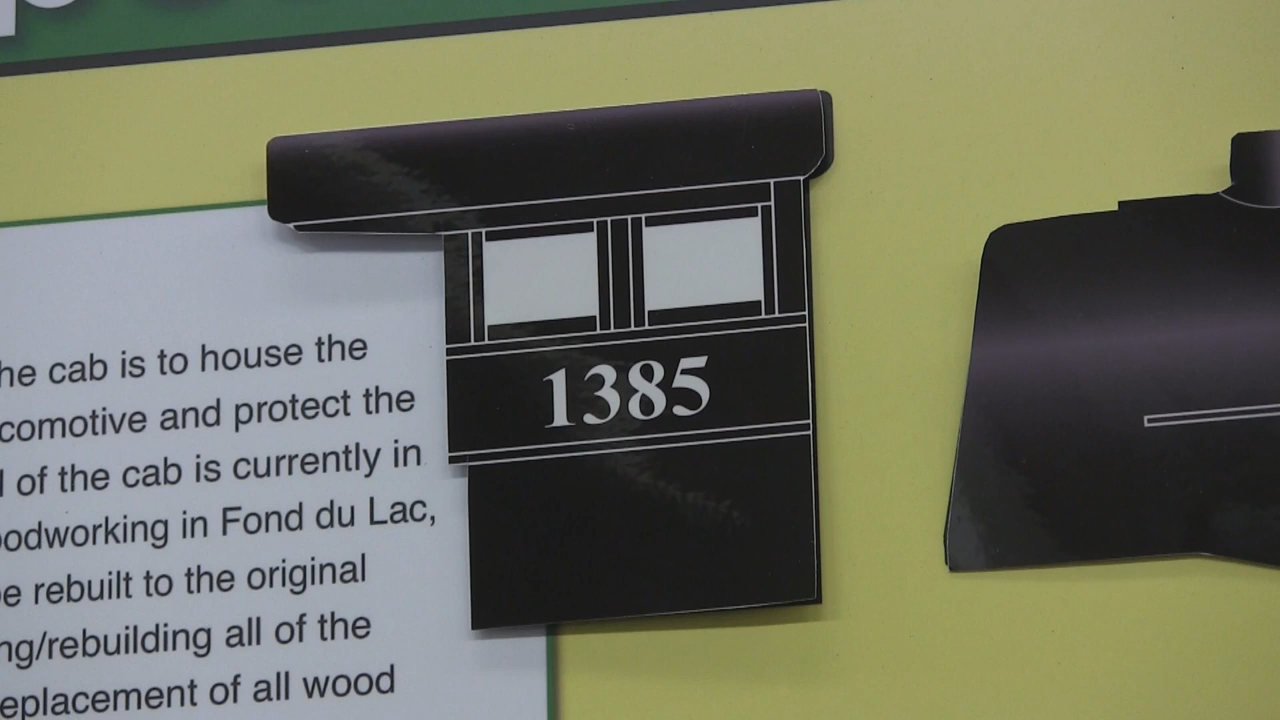 he cab is to house the
comotive and protect the
l of the cab is currently in
oodworking in Fond du Lac,
e rebuilt to the original
ng/rebuilding all of the
eplacement of all wood
1385